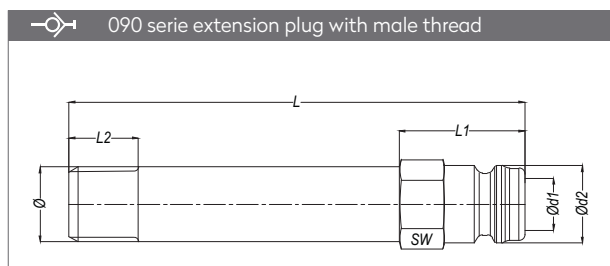 090 serie extension plug with male thread
L
L2
L1
Ø
Ød1
Ød2
SW